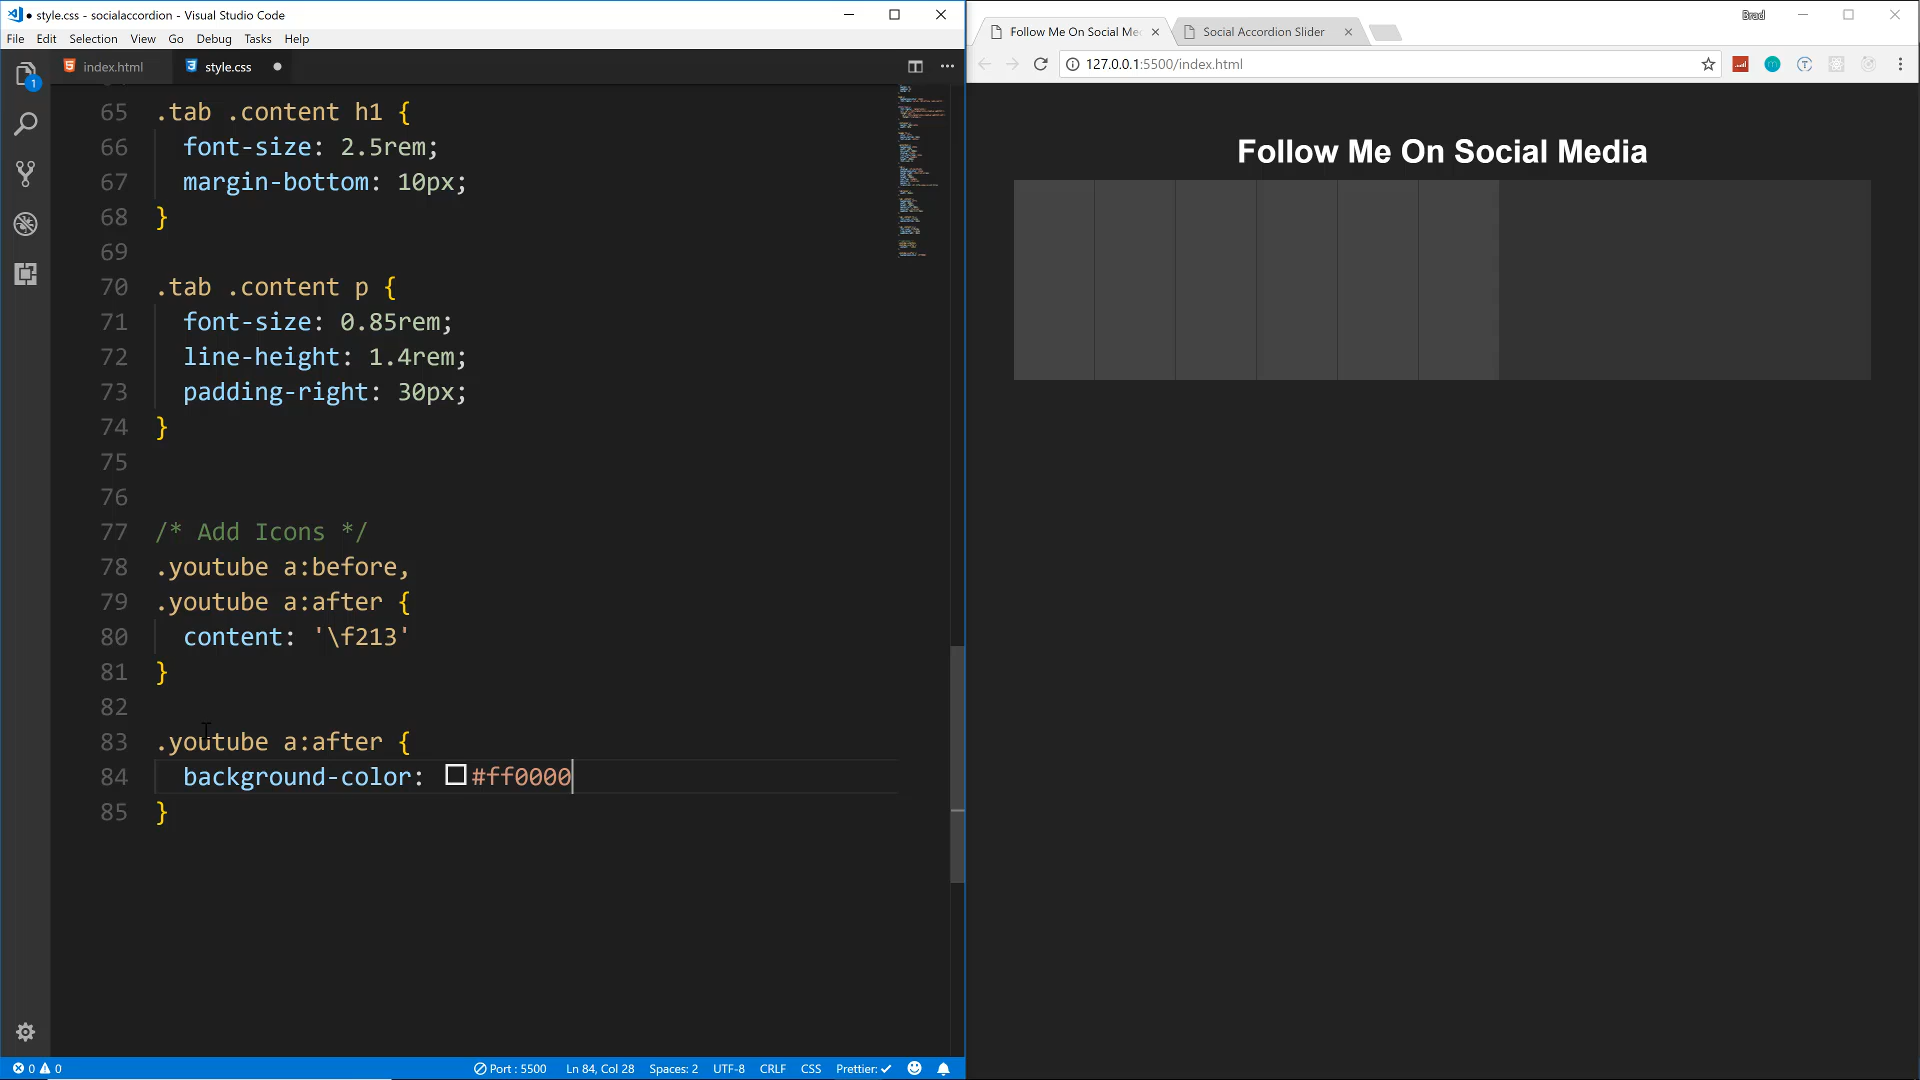 style.css - socialaccordion - Visual Studio Code
File Edit Selection View Go Debug Tasks Help
index.html style.css
1
65 .tab .content h1 {
66 font-size: 2.5rem;
67 margin-bottom: 10px;
68 }
69
70 .tab .content p {
71 font-size: 0.85rem;
72 line-height: 1.4rem;
73 padding-right: 30px;
74 }
75
76
77 /* Add Icons */
78 .youtube a:before,
79 .youtube a:after {
80 content: '\f213'
81 }
82
83 .youtube a:after {
84 background-color: #ff0000
85 }
0 0 Port : 5500 Ln 84, Col 28 Spaces: 2 UTF-8 CRLF CSS Prettier: ✓
Brad
Follow Me On Social Me Social Accordion Slider
127.0.0.1:5500/index.html
Follow Me On Social Media